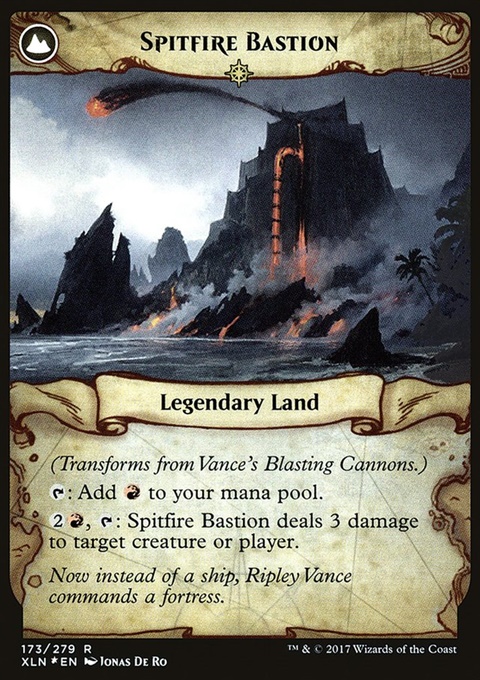 Spitfire Bastion
Legendary Land
(Transforms from Vance's Blasting Cannons.)
: Add to your mana pool.
2 , : Spitfire Bastion deals 3 damage
to target creature or player.
Now instead of a ship, Ripley Vance
commands a fortress.
173/279 R
XLN ★ EN Jonas De Ro
™ & © 2017 Wizards of the Coast